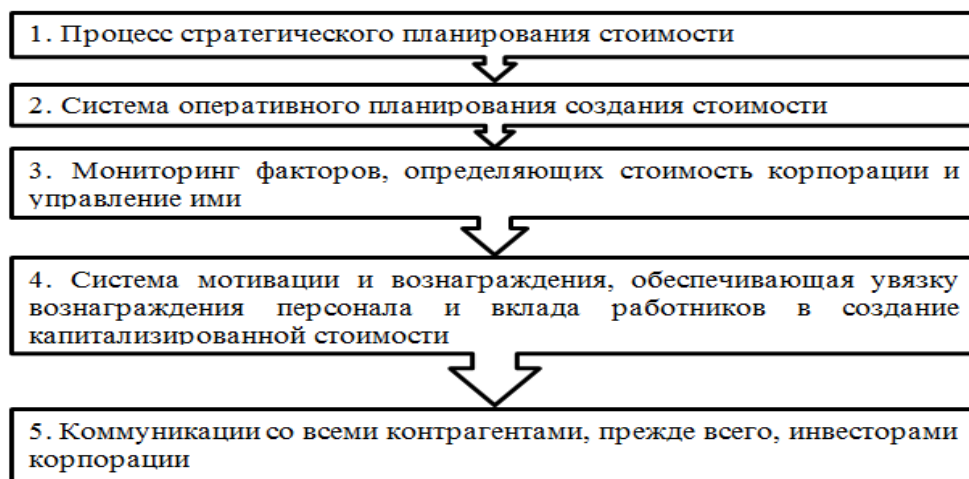 1. Процесс стратегического планирования стоимости
2. Система оперативного планирования создания стоимости
3. Мониторинг факторов, определяющих стоимость корпорации и
управление ими
4. Система мотивации и вознаграждения, обеспечивающая увязку
вознаграждения персонала и вклада работников в создание
капитализированной стоимости
5. Коммуникации со всеми контрагентами, прежде всего, инвесторами
корпорации